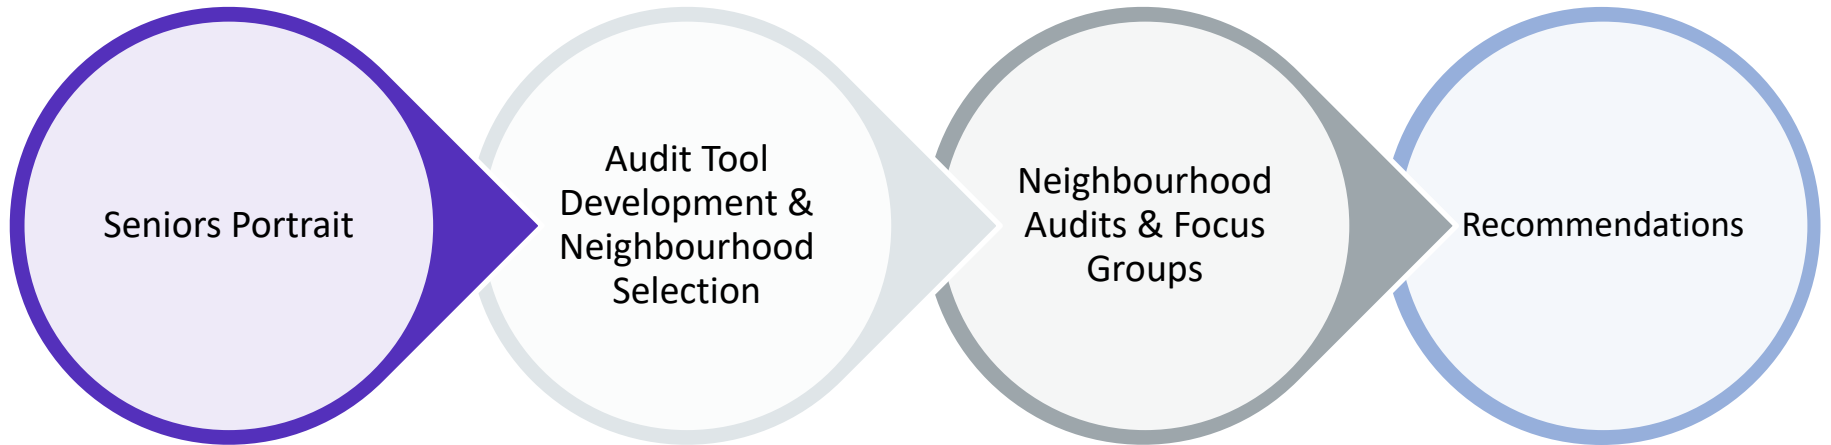 Seniors Portrait
Audit Tool
Development &
Neighbourhood
Selection
Neighbourhood
Audits & Focus
Groups
Recommendations